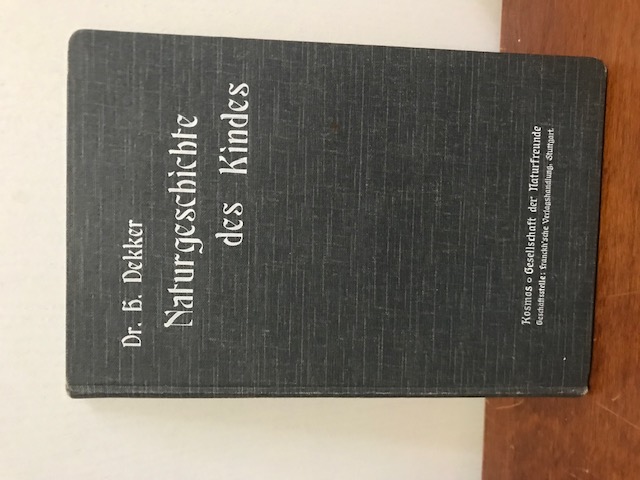 Dr. H. Dekker
Naturgeschichte
des Kindes
Kosmos o Gesellschaft der Naturfreunde
Geschäftsstelle: Franckh'sche Verlagshandlung, Stuttgart.